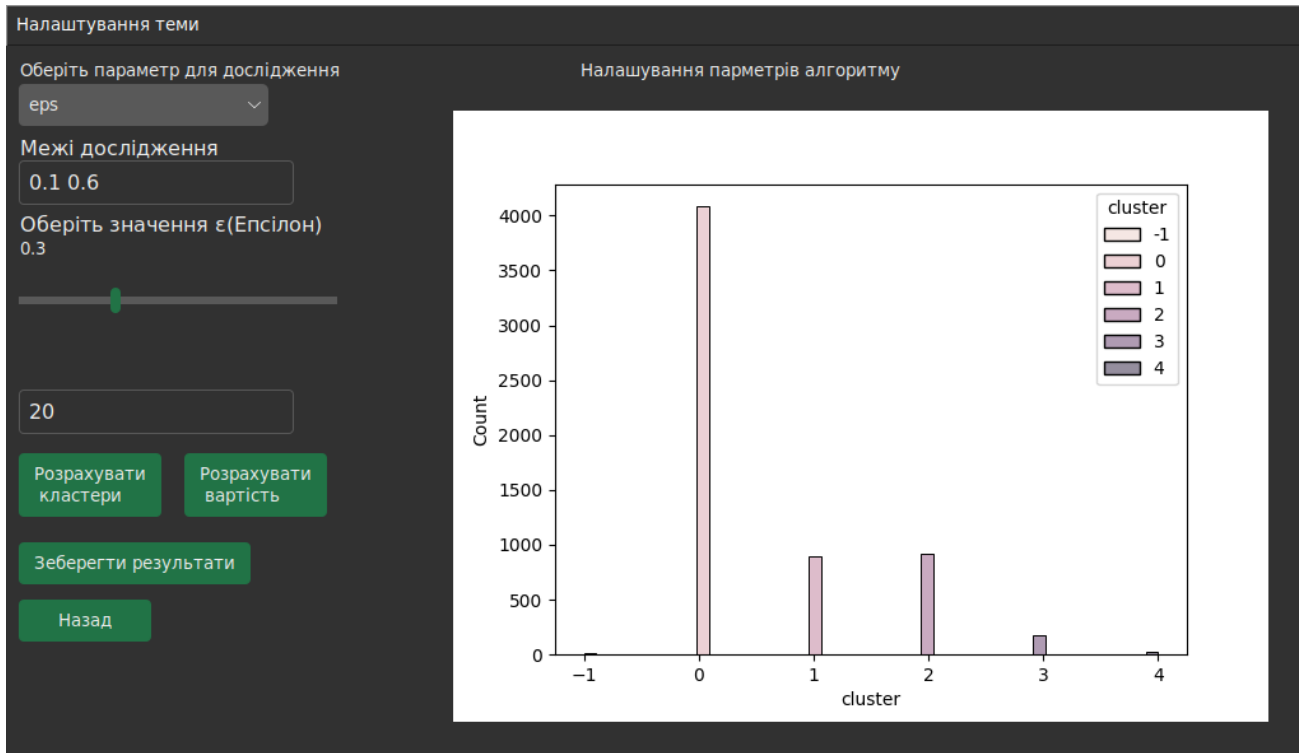 Налаштування теми
Оберіть параметр для дослідження
eps
Межі дослідження
0.1 0.6
Оберіть значення ε(Епсілон)
0.3
20
Розрахувати
кластери
Розрахувати
вартість
Зеберегти результати
Назад
Налашування парметрів алгоритму
cluster
-1
0
1
2
3
4
Count
4000
3500
3000
2500
2000
1500
1000
500
0
−1 0 1 2 3 4
cluster